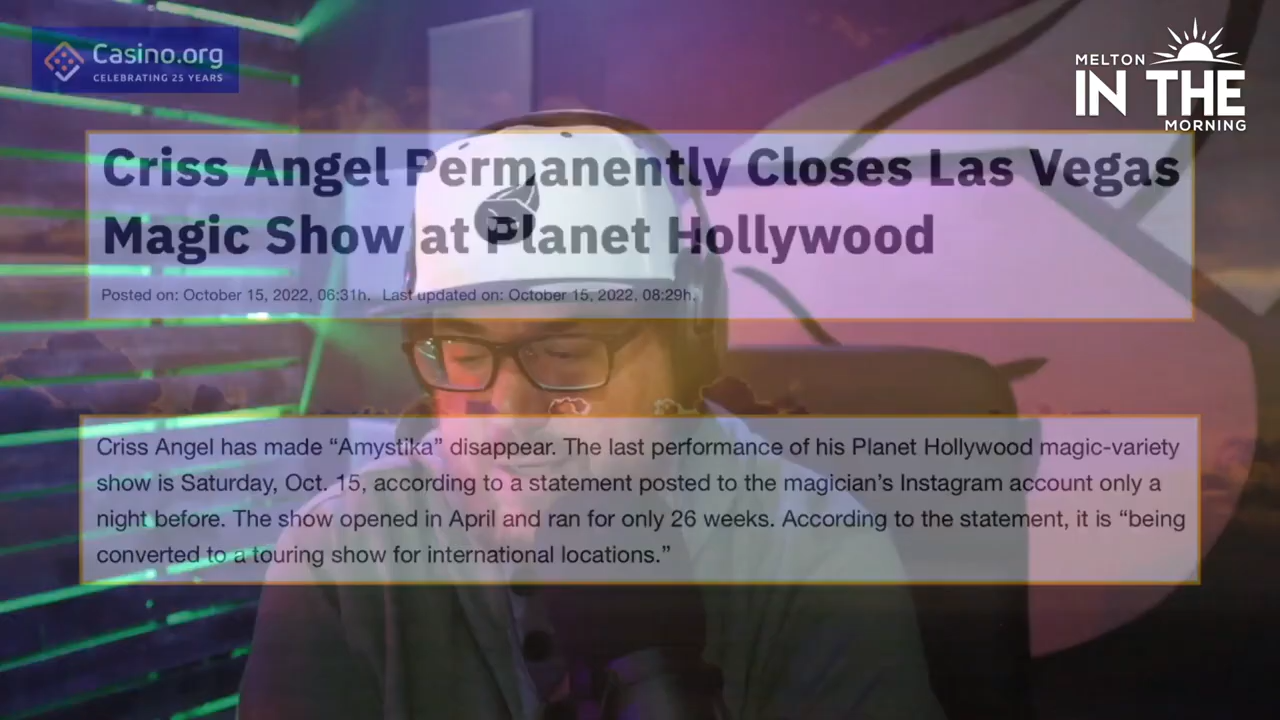 Casino.org
CELEBRATING 25 YEARS
MELTON
IN THE
MORNING
Criss Angel Permanently Closes Las Vegas
Magic Show at Planet Hollywood
Posted on: October 15, 2022, 06:31h. Last updated on: October 15, 2022, 08:29h.
Criss Angel has made “Amystika” disappear. The last performance of his Planet Hollywood magic-variety
show is Saturday, Oct. 15, according to a statement posted to the magician’s Instagram account only a
night before. The show opened in April and ran for only 26 weeks. According to the statement, it is “being
converted to a touring show for international locations.”